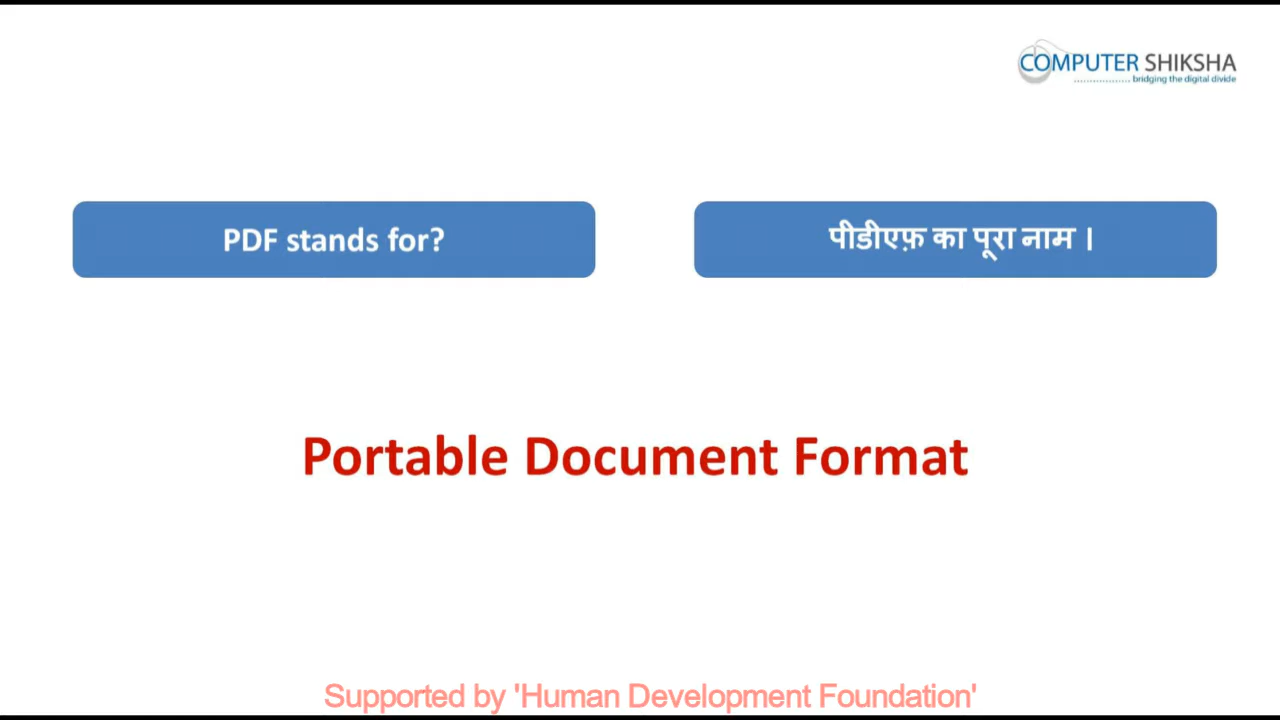 COMPUTER SHIKSHA
bridging the digital divide
PDF stands for?
पीडीएफ़ का पूरा नाम ।
Portable Document Format
Supported by 'Human Development Foundation'